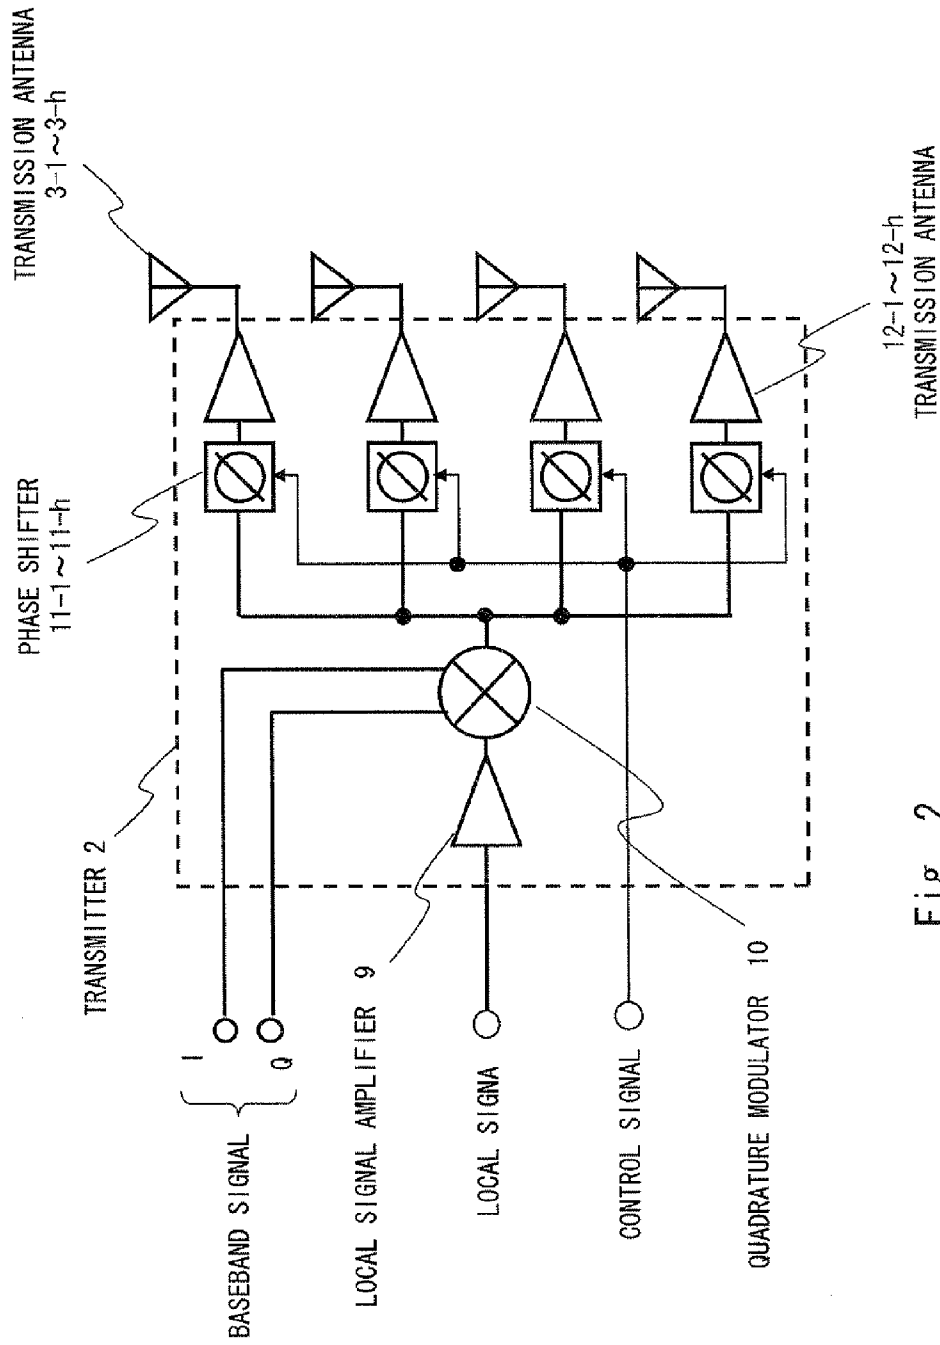 TRANSMISSION ANTENNA
3-1~3-h
PHASE SHIFTER
11-1~11-h
TRANSMITTER 2
I
Q
BASEBAND SIGNAL
LOCAL SIGNAL AMPLIFIER 9
LOCAL SIGNA
CONTROL SIGNAL
QUADRATURE MODULATOR 10
12-1~12-h
TRANSMISSION ANTENNA
Fig. 2